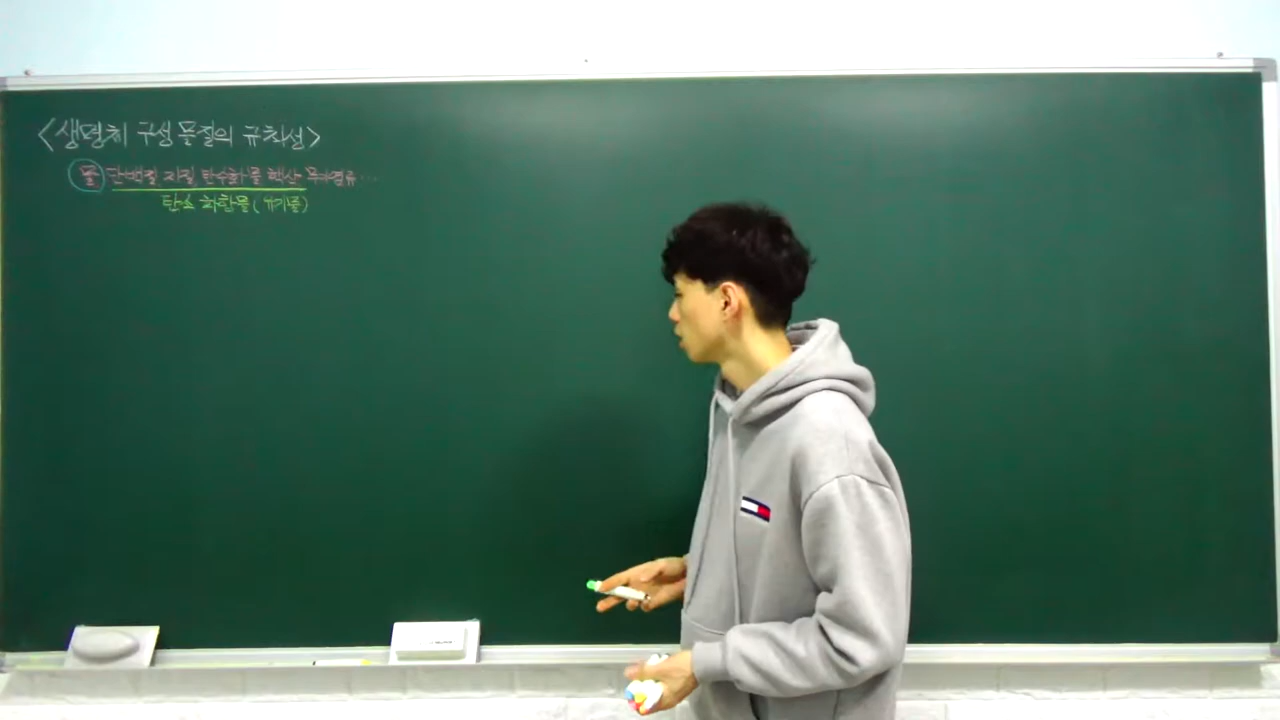 <생명체 구성 물질의 규칙성>
물 단백질, 지질, 탄수화물, 핵산, 무기염류 ···
탄소 화합물(유기물)